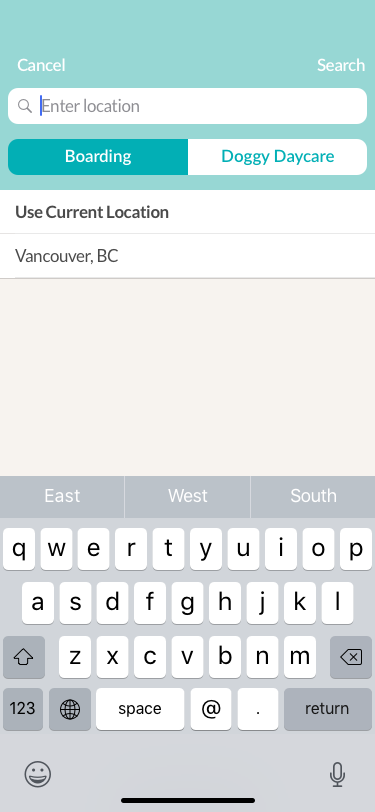 Cancel Search
Enter location
Boarding Doggy Daycare
Use Current Location
Vancouver, BC
East West South
q w e r t y u i o p
a s d f g h j k l
z x c v b n m
123 space @ . return